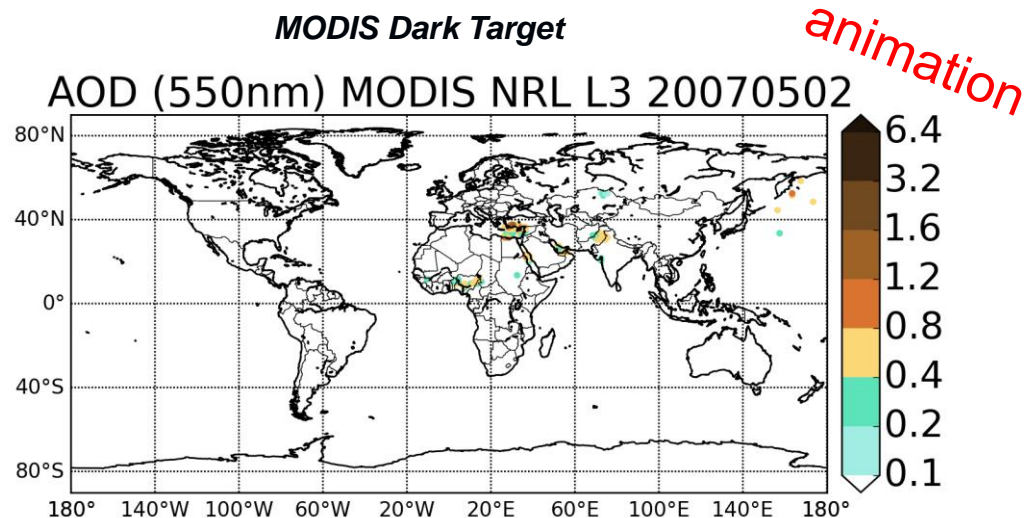 MODIS Dark Target
animation
AOD (550nm) MODIS NRL L3 20070502
80°N
40°N
0°
40°S
80°S
180° 140°W 100°W 60°W 20°W 20°E 60°E 100°E 140°E 180°
6.4
3.2
1.6
1.2
0.8
0.4
0.2
0.1